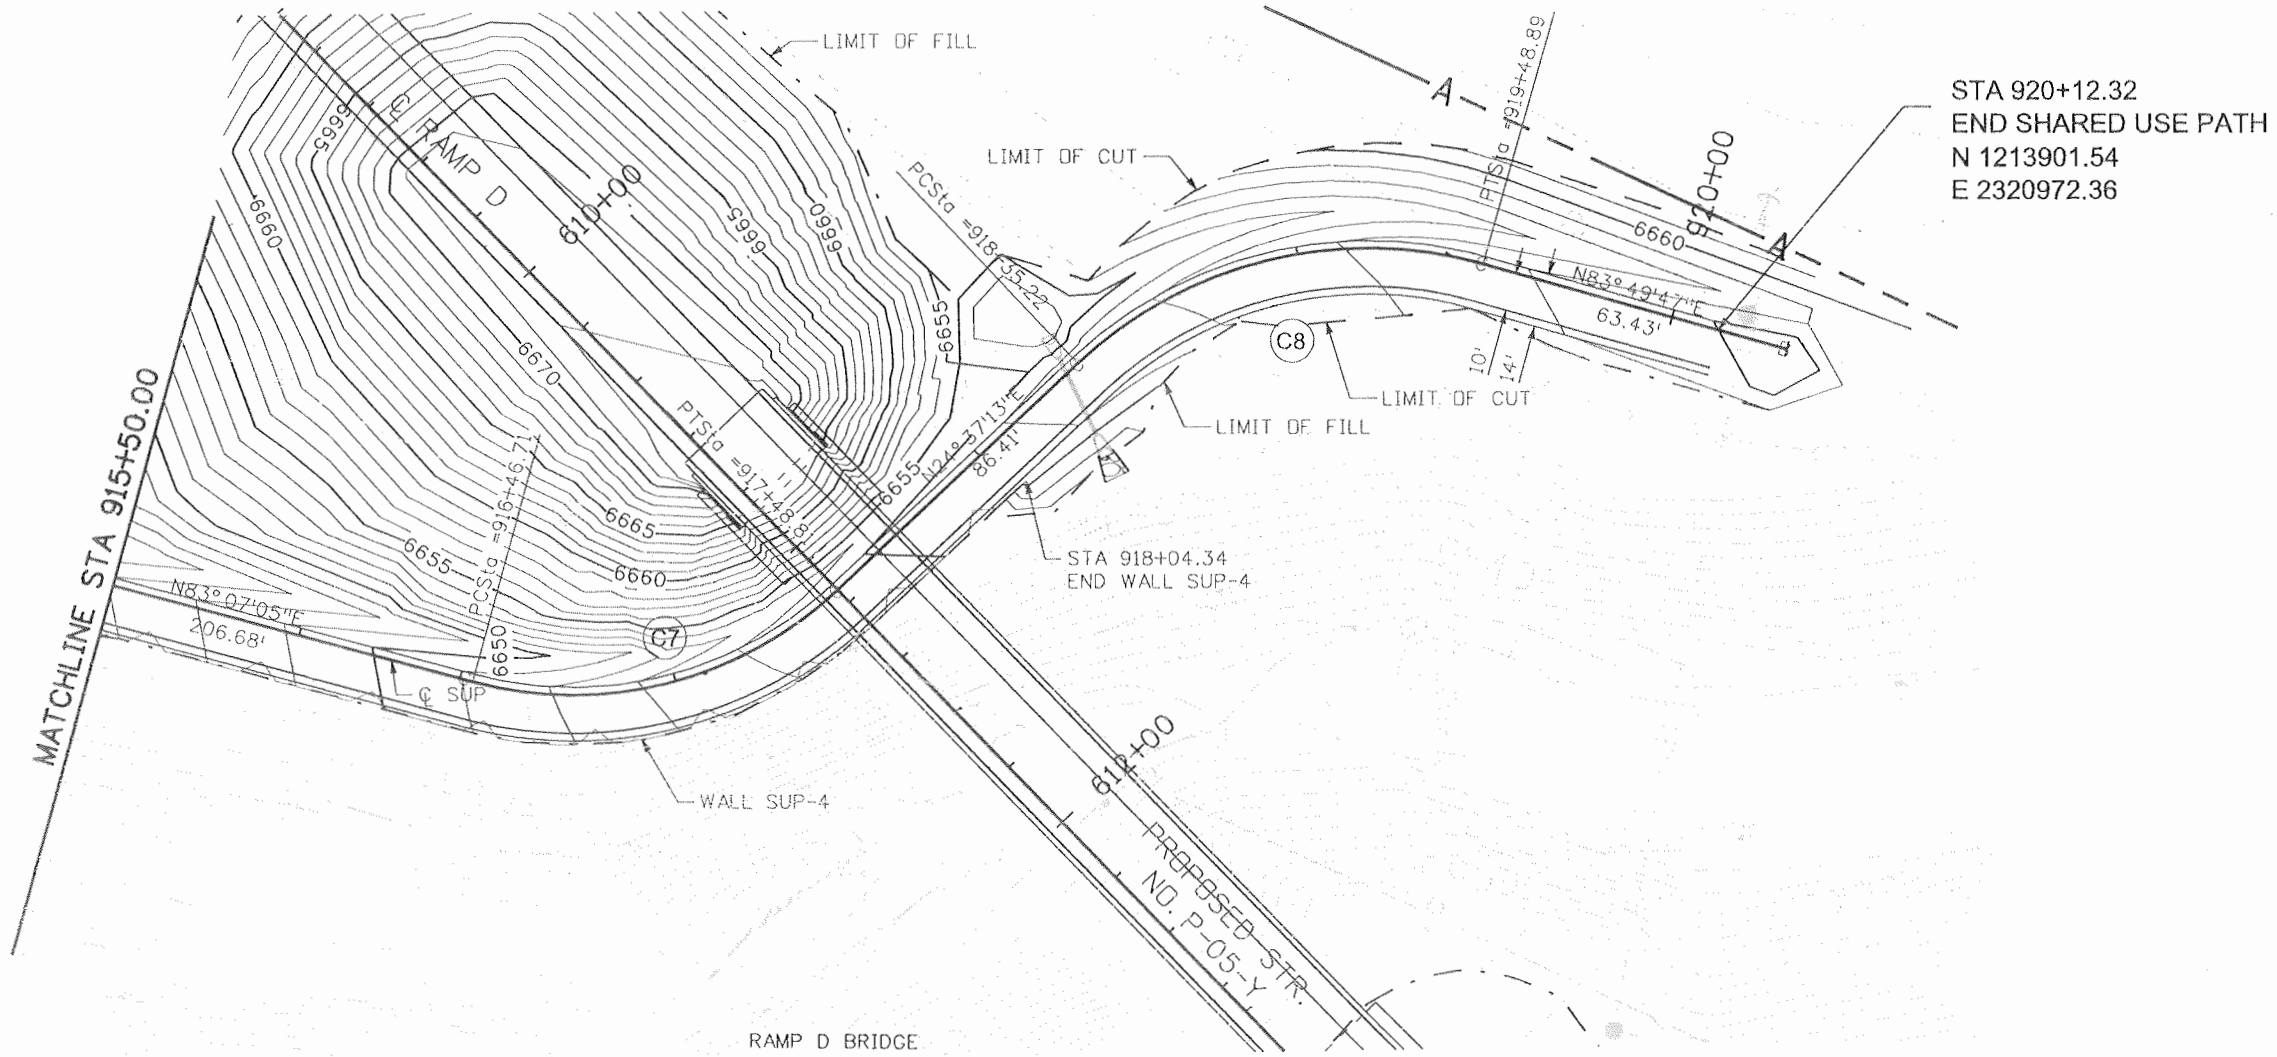 LIMIT OF FILL
STA 920+12.32
END SHARED USE PATH
N 1213901.54
E 2320972.36
A
PTSta =919+48.89
920+00
A
LIMIT OF CUT
PCSta =918+35.22
6665
℄ RAMP D
610+00
6660
6665
6660
6660
6655
N83°49'47"E
63.43'
C8
10'
14'
LIMIT OF CUT
LIMIT OF FILL
6670
PTSta =917+48.8
N24°37'13"E
86.41'
6655
MATCHLINE STA 915+50.00
PCSta =916+46.71
6665
6655
6660
STA 918+04.34
END WALL SUP-4
N83°07'05"E
206.68'
C7
6650
℄ SUP
WALL SUP-4
612+00
PROPOSED STR.
NO. P-05-Y
RAMP D BRIDGE